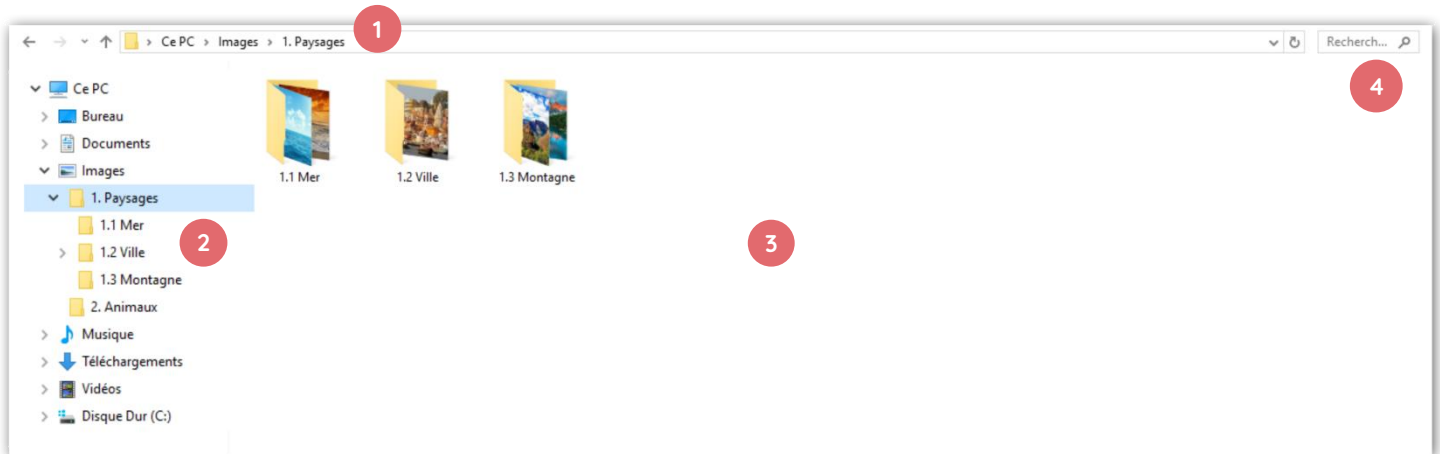 1
Ce PC > Images > 1. Paysages
Recherch...
4
Ce PC
Bureau
Documents
Images
1. Paysages
1.1 Mer
1.2 Ville
1.3 Montagne
2. Animaux
Musique
Téléchargements
Vidéos
Disque Dur (C:)
2
1.1 Mer
1.2 Ville
1.3 Montagne
3